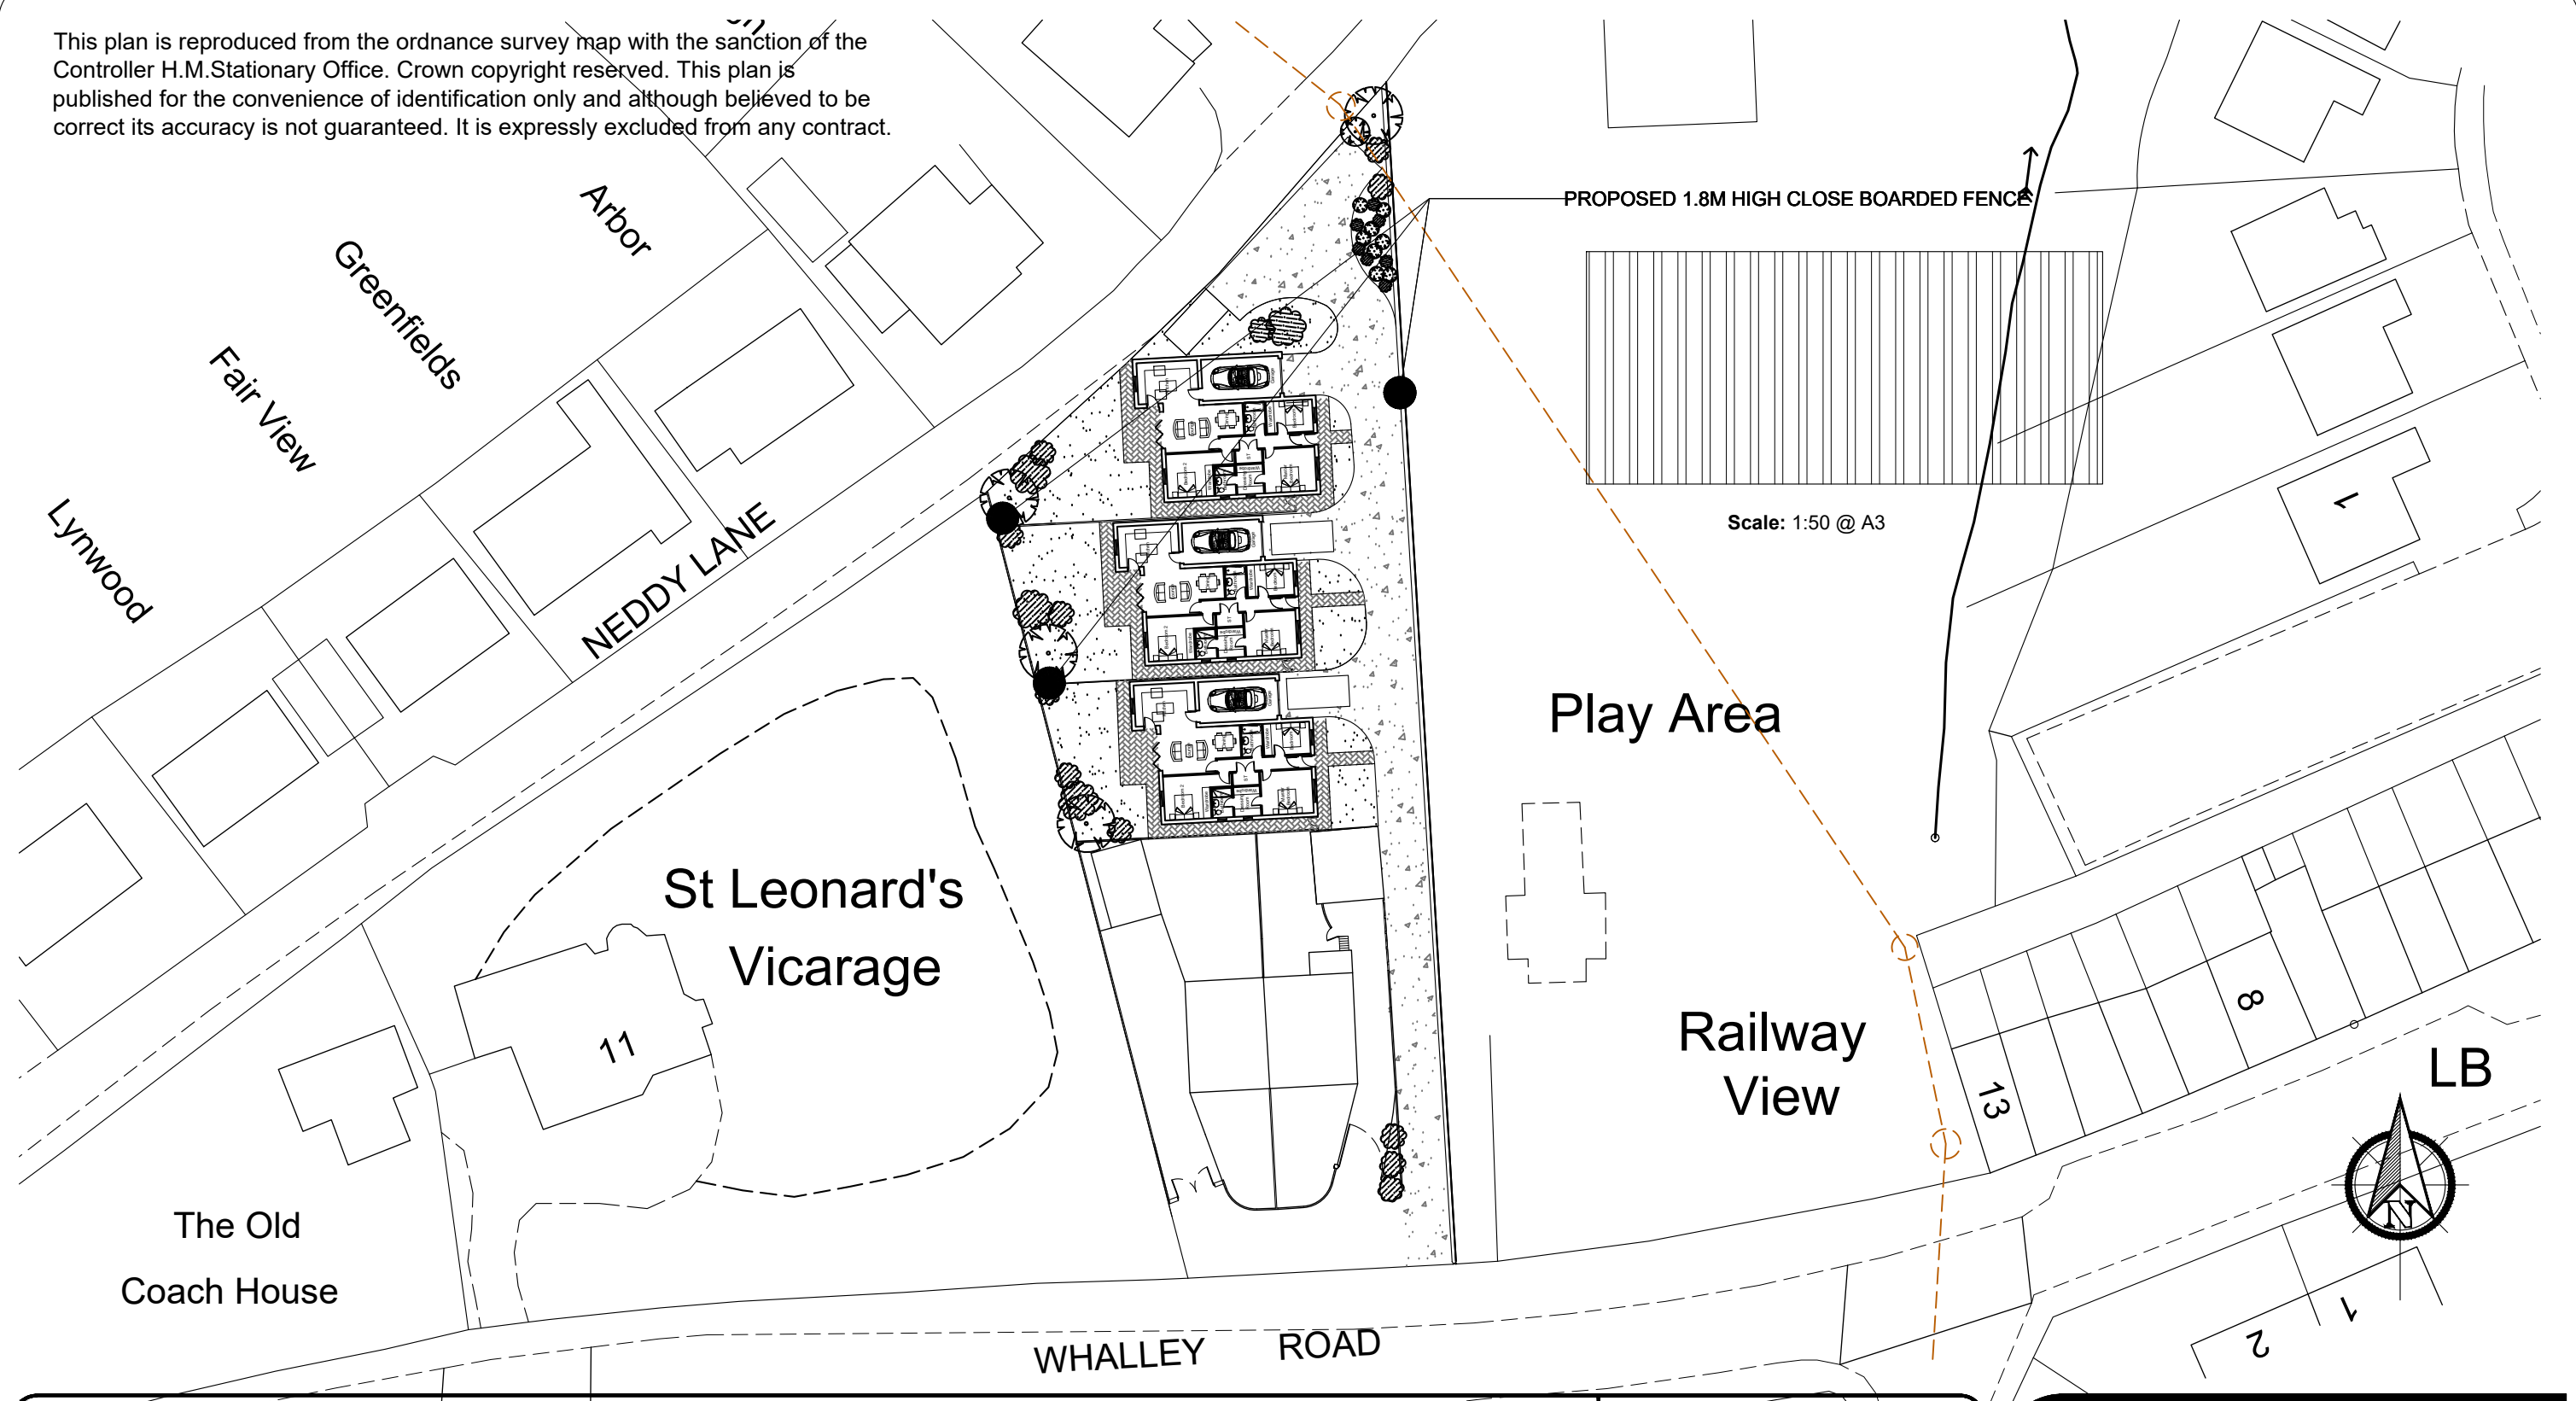 This plan is reproduced from the ordnance survey map with the sanction of the
Controller H.M.Stationary Office. Crown copyright reserved. This plan is
published for the convenience of identification only and although believed to be
correct its accuracy is not guaranteed. It is expressly excluded from any contract.
Arbor
Greenfields
Fair View
Lynwood
NEDDY LANE
PROPOSED 1.8M HIGH CLOSE BOARDED FENCE
Scale: 1:50 @ A3
1
Play Area
St Leonard's
Vicarage
11
Railway
View
8
13
LB
N
The Old
Coach House
1
2
WHALLEY ROAD